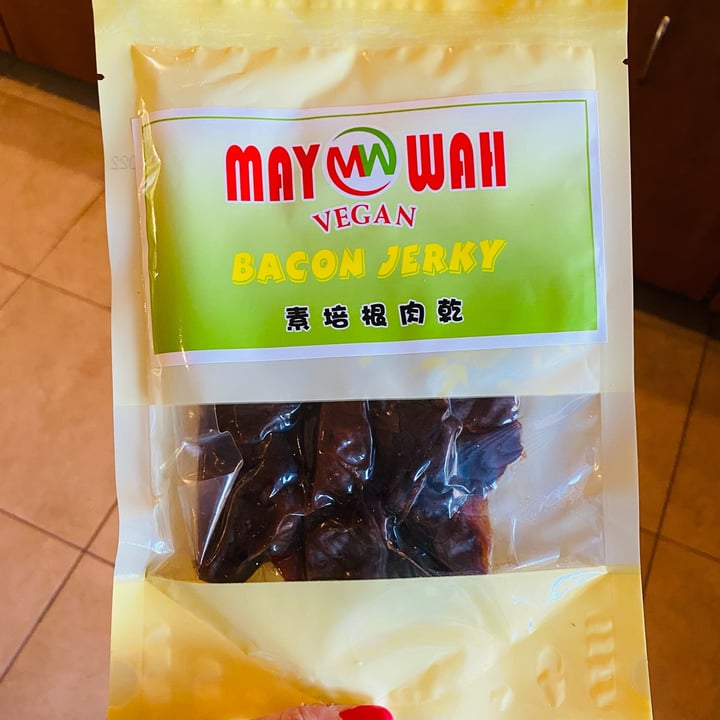 MAY MW WAH
VEGAN
BACON JERKY
素培根肉乾